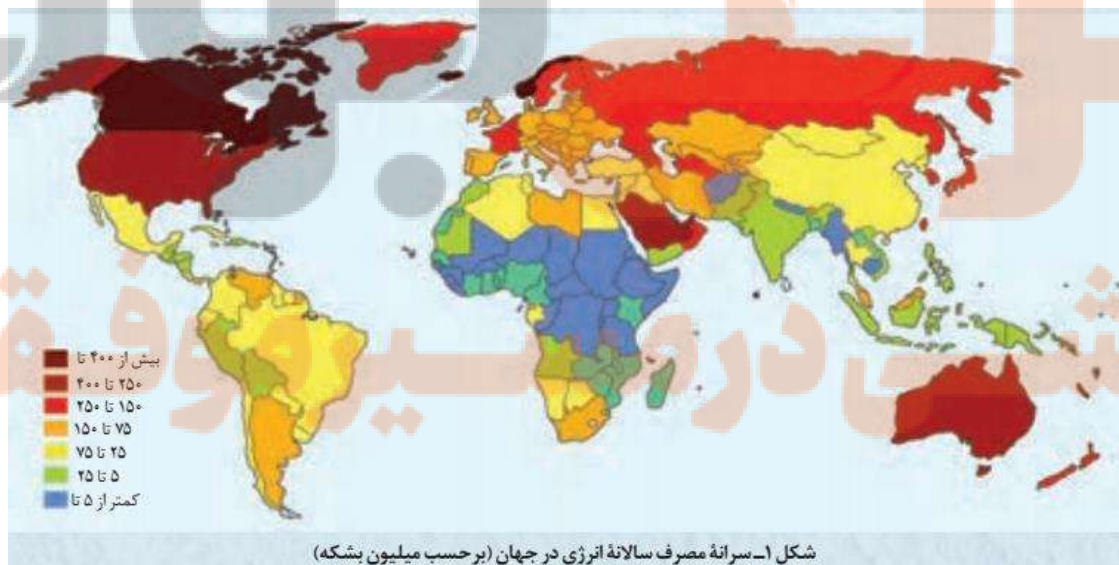 بیش از ۴۰۰ تا
۲۵۰ تا ۴۰۰
۱۵۰ تا ۲۵۰
۷۵ تا ۱۵۰
۲۵ تا ۷۵
۵ تا ۲۵
کمتر از ۵ تا
شکل ۱ـ سرانهٔ مصرف سالانهٔ انرژی در جهان (برحسب میلیون بشکه)